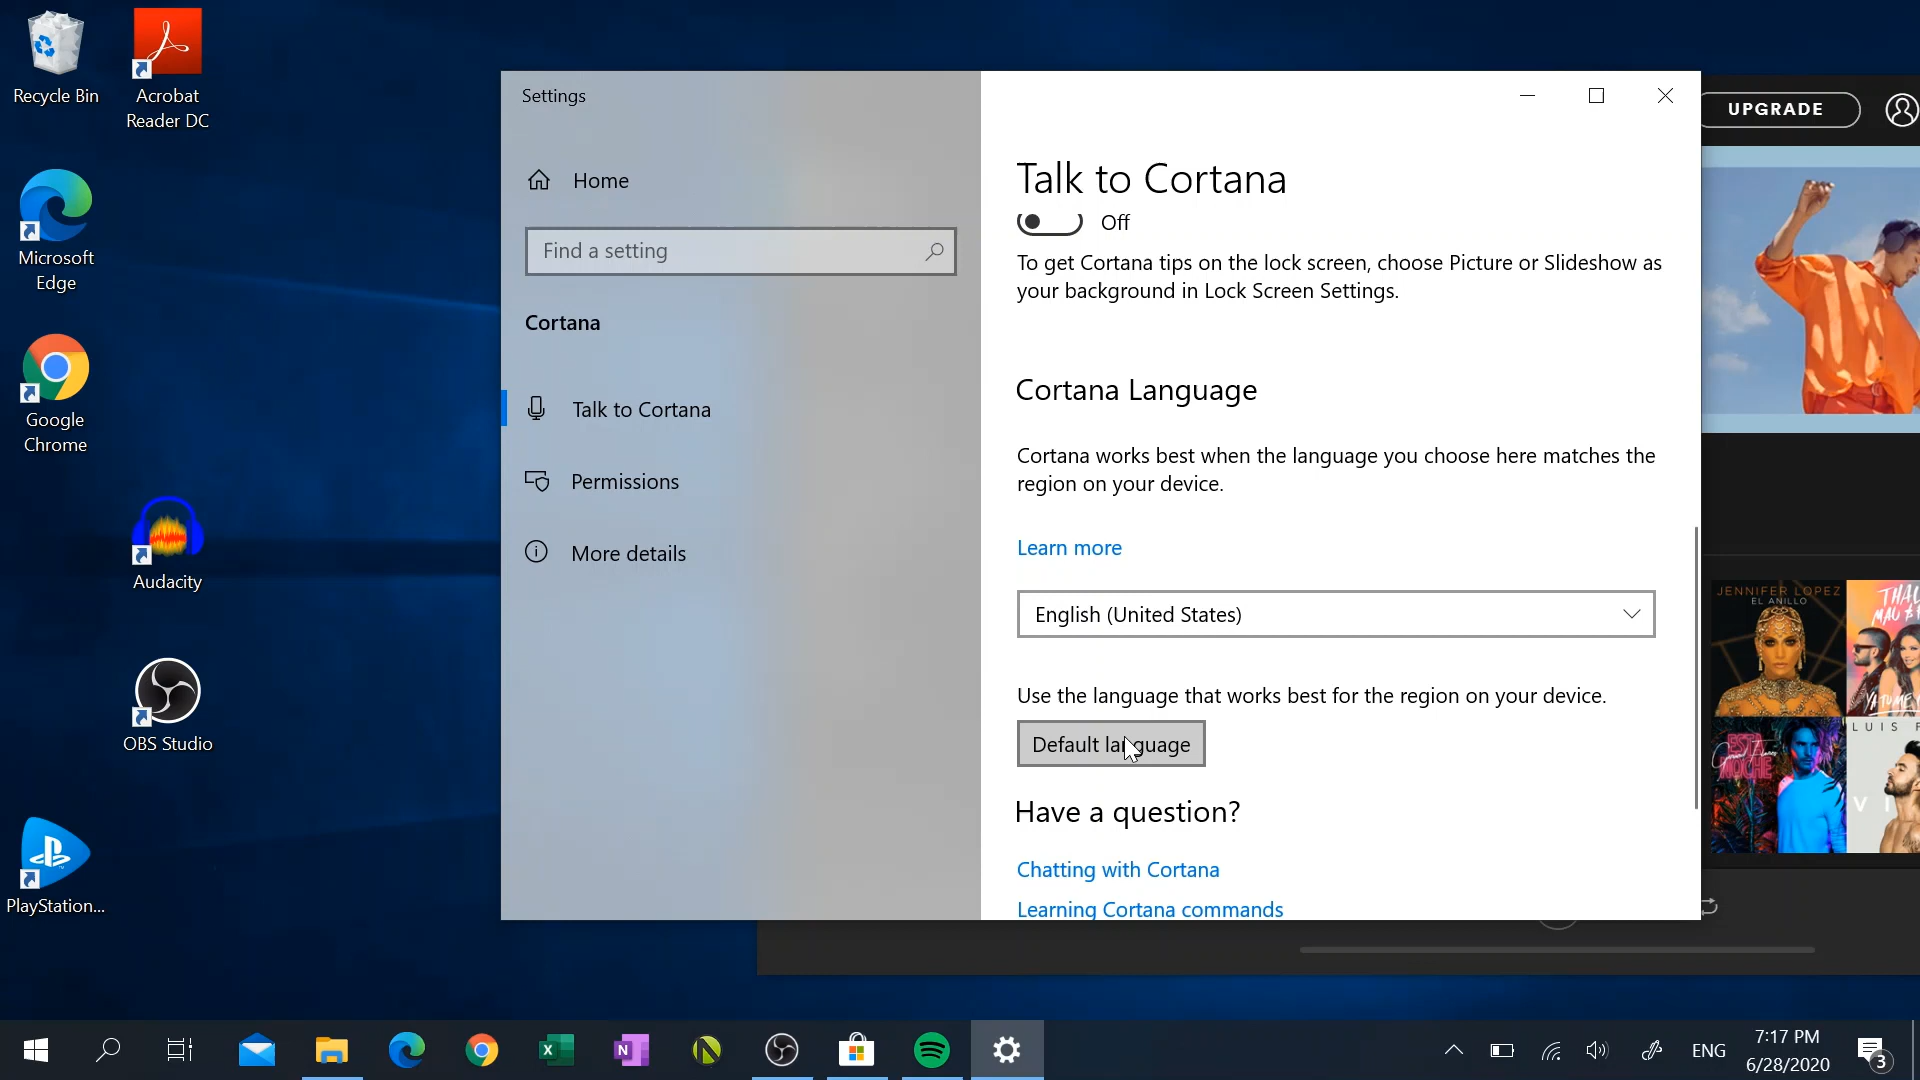 Recycle Bin
Acrobat
Reader DC
Microsoft
Edge
Google
Chrome
Audacity
OBS Studio
PlayStation...
Settings
Home
Find a setting
Cortana
Talk to Cortana
Permissions
More details
Talk to Cortana
Off
To get Cortana tips on the lock screen, choose Picture or Slideshow as
your background in Lock Screen Settings.
Cortana Language
Cortana works best when the language you choose here matches the
region on your device.
Learn more
English (United States)
Use the language that works best for the region on your device.
Default language
Have a question?
Chatting with Cortana
Learning Cortana commands
UPGRADE
JENNIFER LOPEZ
EL ANILLO
LUIS F
ENG
7:17 PM
6/28/2020
3